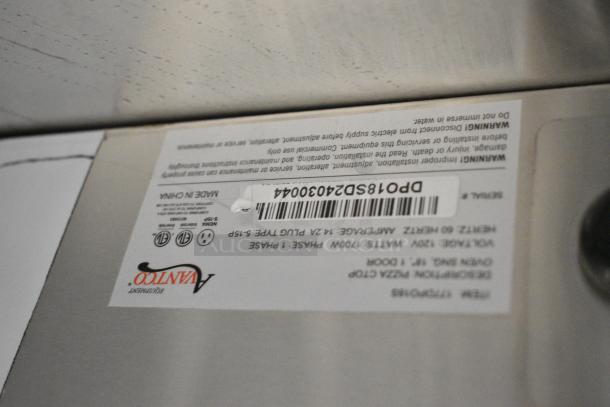 AVANTCO
EQUIPMENT
ITEM: 177DPO18S
DESCRIPTION: PIZZA CTOP
OVEN SNG, 18", 1 DOOR
VOLTAGE: 120V WATTS: 1700W PHASE: 1 PHASE
HERTZ: 60 HERTZ AMPERAGE: 14.2A PLUG TYPE: 5-15P
NEMA
5-15P
SERIAL #:
DPO18SD24030044
MADE IN CHINA
WARNING! Improper installation, alteration, service or maintenance can cause property
damage, injury or death. Read the installation, operating, and maintenance instructions thoroughly
before installing or servicing this equipment. Commercial use only.
WARNING! Disconnect from electric supply before adjustment, alteration, service or maintenance.
Do not immerse in water.